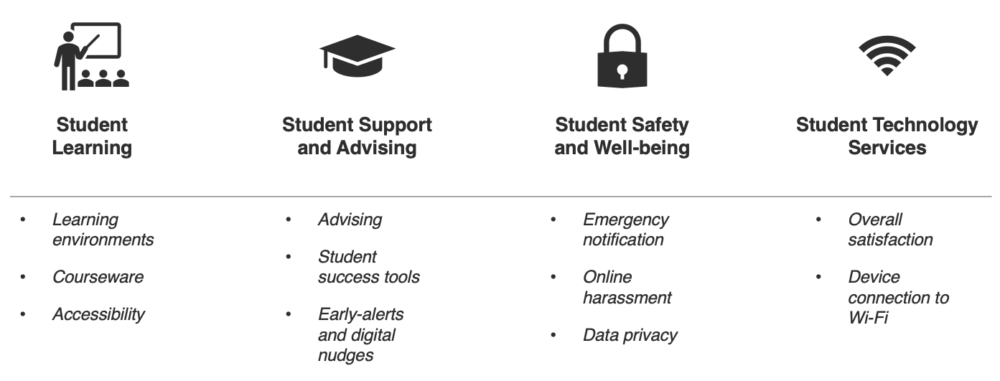 Student
Learning
Student Support
and Advising
Student Safety
and Well-being
Student Technology
Services
• Learning
environments
• Courseware
• Accessibility
• Advising
• Student
success tools
• Early-alerts
and digital
nudges
• Emergency
notification
• Online
harassment
• Data privacy
• Overall
satisfaction
• Device
connection to
Wi-Fi